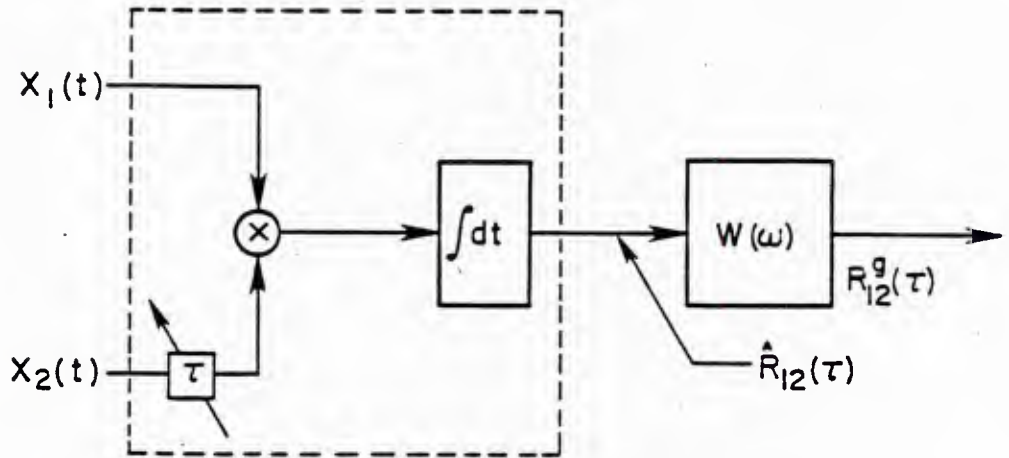 X₁(t)
×
∫dt
W(ω)
R₁₂ᵍ(τ)
X₂(t)
τ
R̂₁₂(τ)